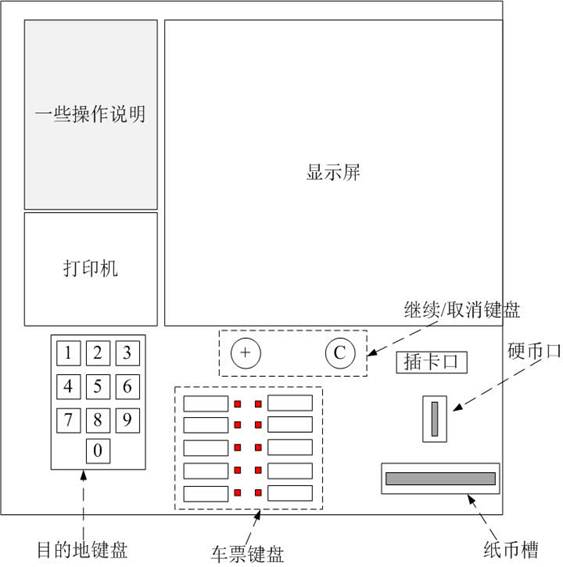 一些操作说明
显示屏
打印机
继续/取消键盘
+ C
插卡口
硬币口
1 2 3
4 5 6
7 8 9
0
目的地键盘
车票键盘
纸币槽